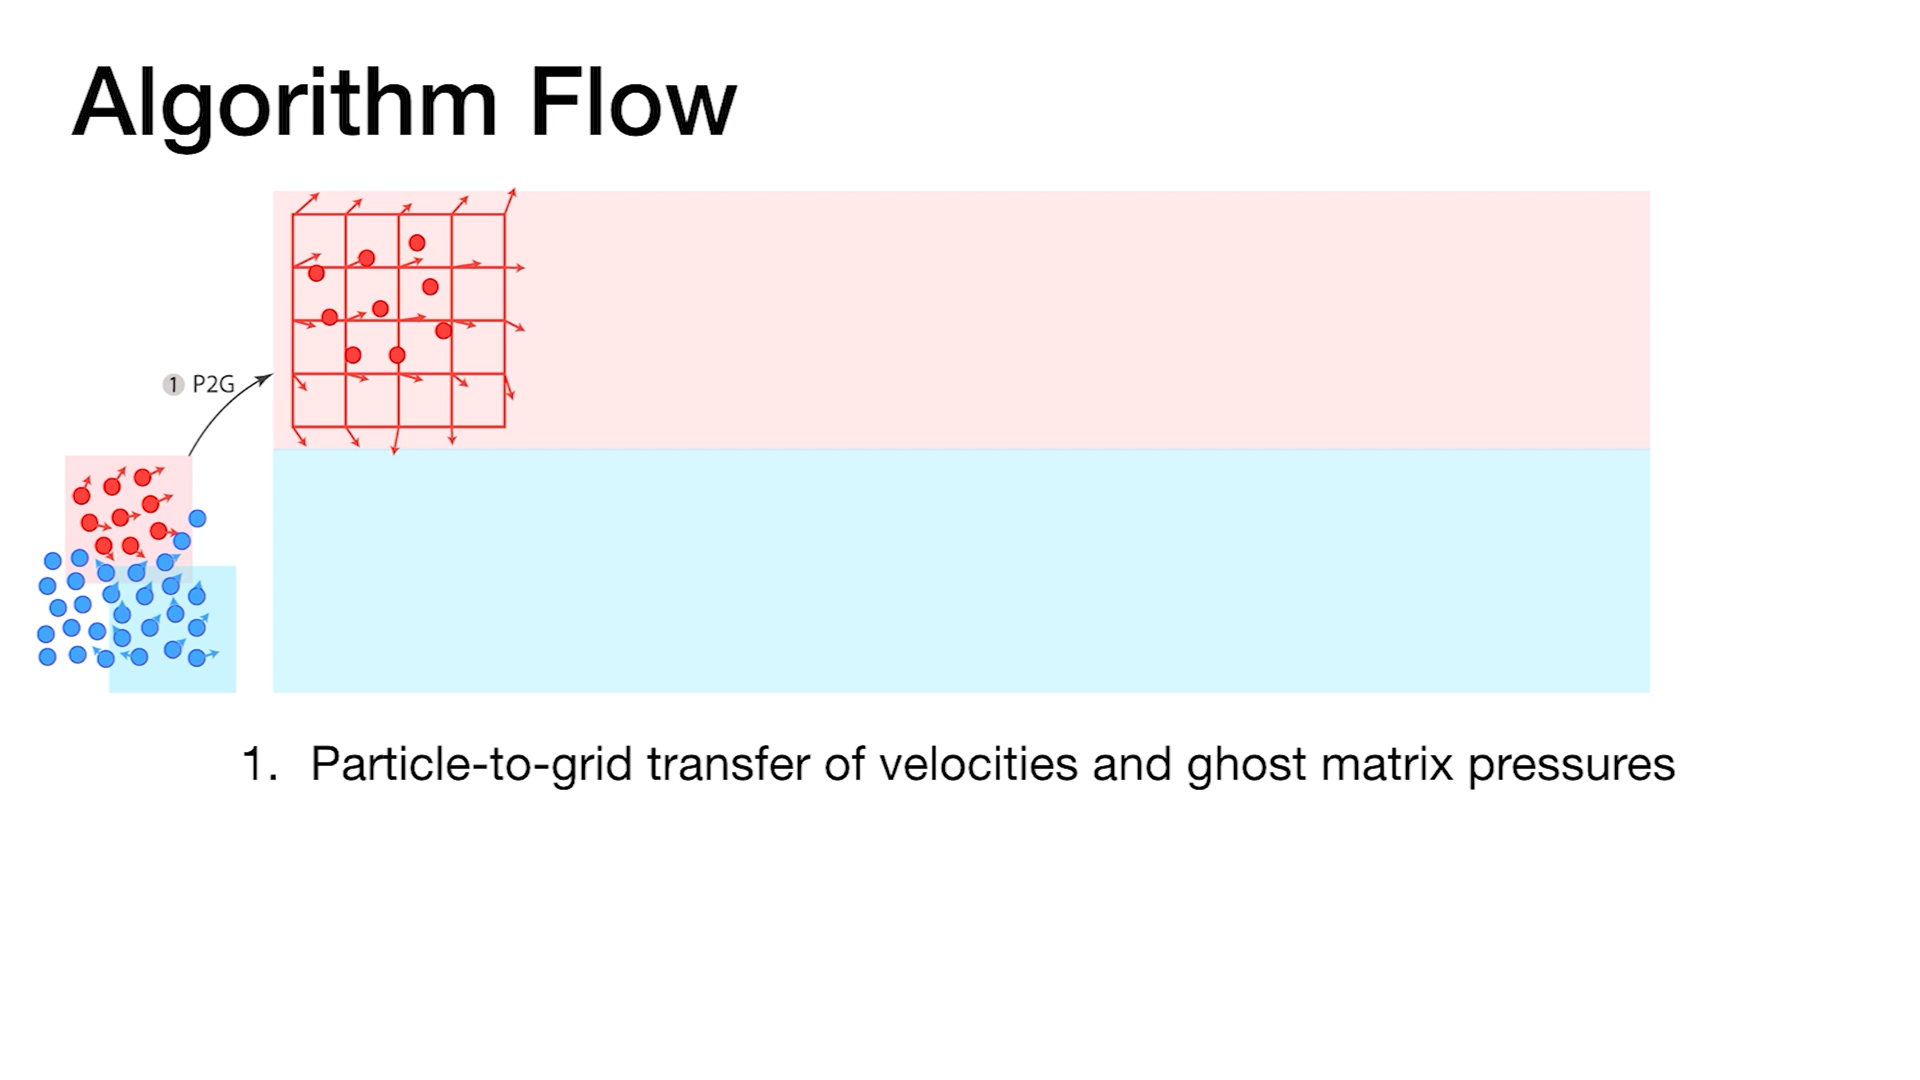 Algorithm Flow
1 P2G
1. Particle-to-grid transfer of velocities and ghost matrix pressures